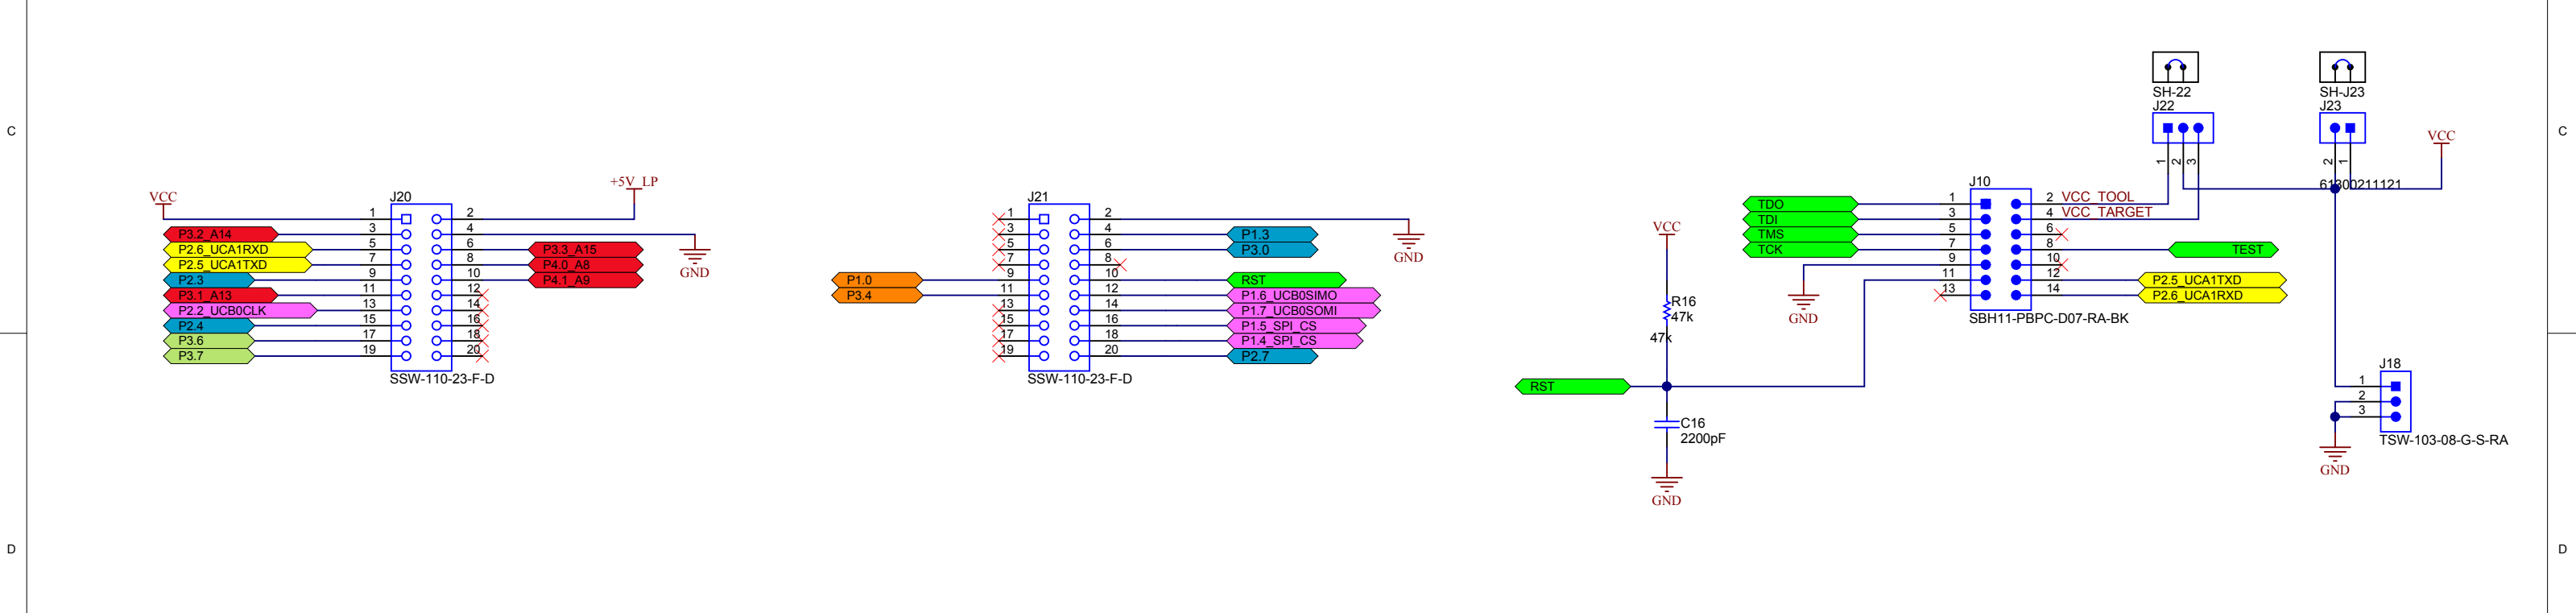 C
C
D
D
SH-22
J22
1
2
3
SH-J23
J23
2
1
61300211121
VCC
VCC
J20
+5V_LP
1
2
P3.2_A14
3
4
GND
P2.6_UCA1RXD
5
6
P3.3_A15
P2.5_UCA1TXD
7
8
P4.0_A8
P2.3
9
10
P4.1_A9
P3.1_A13
11
12
P2.2_UCB0CLK
13
14
P2.4
15
16
P3.6
17
18
P3.7
19
20
SSW-110-23-F-D
J21
1
2
GND
3
4
P1.3
5
6
P3.0
7
8
P1.0
9
10
RST
P3.4
11
12
P1.6_UCB0SIMO
13
14
P1.7_UCB0SOMI
15
16
P1.5_SPI_CS
17
18
P1.4_SPI_CS
19
20
P2.7
SSW-110-23-F-D
VCC
R16
47k
47k
RST
C16
2200pF
GND
J10
TDO
1
2
VCC_TOOL
TDI
3
4
VCC_TARGET
TMS
5
6
TCK
7
8
TEST
9
10
11
12
P2.5_UCA1TXD
13
14
P2.6_UCA1RXD
GND
SBH11-PBPC-D07-RA-BK
J18
1
2
3
TSW-103-08-G-S-RA
GND